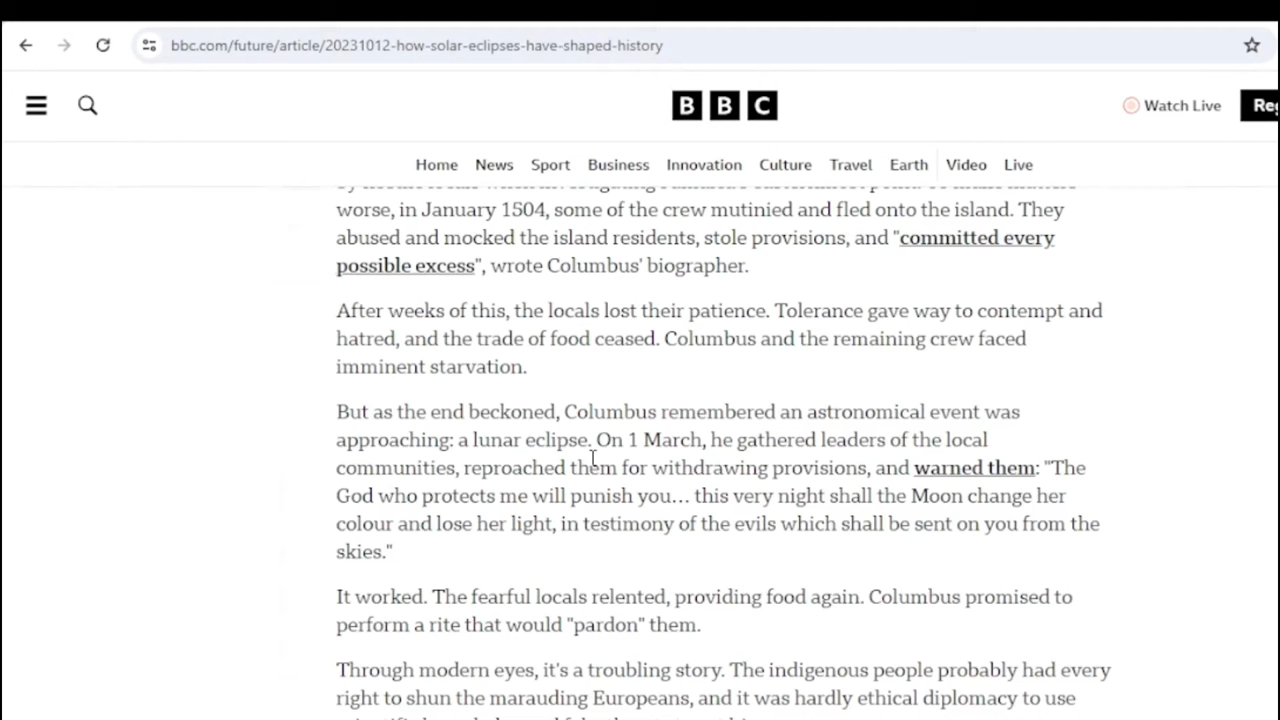 bbc.com/future/article/20231012-how-solar-eclipses-have-shaped-history
BBC
Watch Live
Reg
Home News Sport Business Innovation Culture Travel Earth Video Live
worse, in January 1504, some of the crew mutinied and fled onto the island. They
abused and mocked the island residents, stole provisions, and "committed every
possible excess", wrote Columbus' biographer.
After weeks of this, the locals lost their patience. Tolerance gave way to contempt and
hatred, and the trade of food ceased. Columbus and the remaining crew faced
imminent starvation.
But as the end beckoned, Columbus remembered an astronomical event was
approaching: a lunar eclipse. On 1 March, he gathered leaders of the local
communities, reproached them for withdrawing provisions, and warned them: "The
God who protects me will punish you... this very night shall the Moon change her
colour and lose her light, in testimony of the evils which shall be sent on you from the
skies."
It worked. The fearful locals relented, providing food again. Columbus promised to
perform a rite that would "pardon" them.
Through modern eyes, it's a troubling story. The indigenous people probably had every
right to shun the marauding Europeans, and it was hardly ethical diplomacy to use